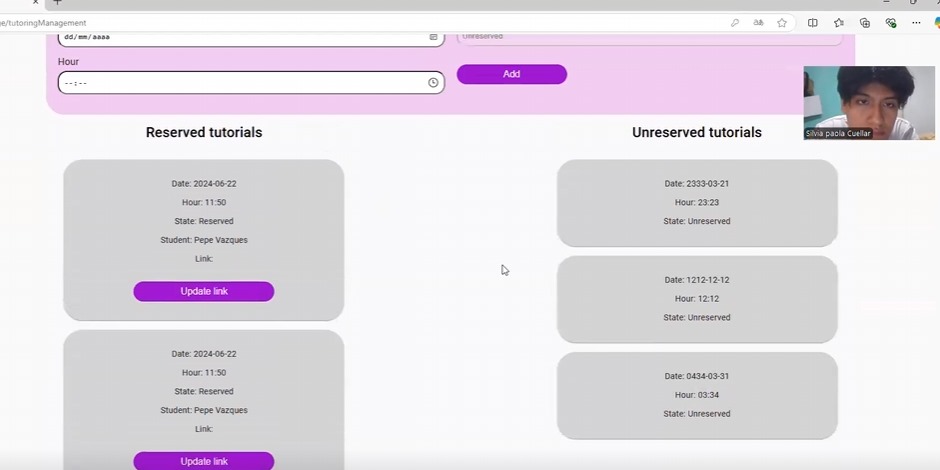 ge/tutoringManagement
dd/mm/aaaa
Unreserved
Hour
--:--
Add
Silvia paola Cuellar
Reserved tutorials
Unreserved tutorials
Date: 2024-06-22
Hour: 11:50
State: Reserved
Student: Pepe Vazques
Link:
Update link
Date: 2024-06-22
Hour: 11:50
State: Reserved
Student: Pepe Vazques
Link:
Update link
Date: 2333-03-21
Hour: 23:23
State: Unreserved
Date: 1212-12-12
Hour: 12:12
State: Unreserved
Date: 0434-03-31
Hour: 03:34
State: Unreserved